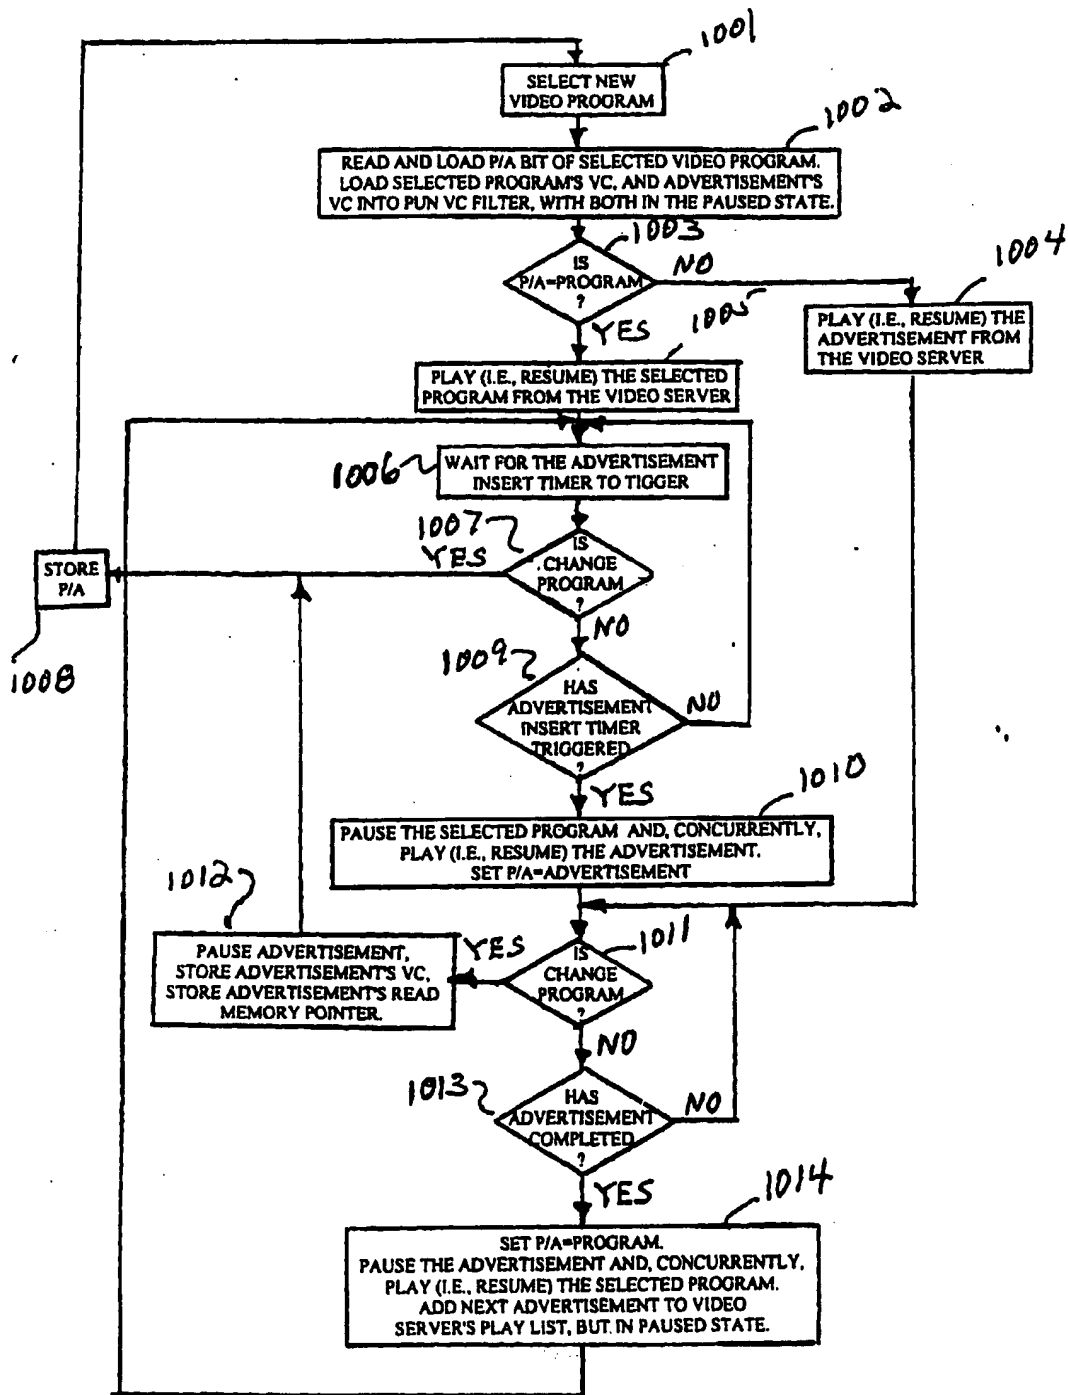 1001
SELECT NEW
VIDEO PROGRAM
1002
READ AND LOAD P/A BIT OF SELECTED VIDEO PROGRAM.
LOAD SELECTED PROGRAM'S VC, AND ADVERTISEMENT'S
VC INTO PUN VC FILTER, WITH BOTH IN THE PAUSED STATE.
1003
IS
P/A=PROGRAM
?
NO
1004
YES
1005
PLAY (I.E., RESUME) THE
ADVERTISEMENT FROM
THE VIDEO SERVER
PLAY (I.E., RESUME) THE SELECTED
PROGRAM FROM THE VIDEO SERVER
1006
WAIT FOR THE ADVERTISEMENT
INSERT TIMER TO TIGGER
1007
YES
IS
CHANGE
PROGRAM
?
STORE
P/A
1008
NO
1009
HAS
ADVERTISEMENT
INSERT TIMER
TRIGGERED
?
NO
YES
1010
PAUSE THE SELECTED PROGRAM AND, CONCURRENTLY,
PLAY (I.E., RESUME) THE ADVERTISEMENT.
SET P/A=ADVERTISEMENT
1012
PAUSE ADVERTISEMENT,
STORE ADVERTISEMENT'S VC,
STORE ADVERTISEMENT'S READ
MEMORY POINTER.
YES
IS
CHANGE
PROGRAM
?
1011
NO
1013
HAS
ADVERTISEMENT
COMPLETED
?
NO
YES
1014
SET P/A=PROGRAM.
PAUSE THE ADVERTISEMENT AND, CONCURRENTLY,
PLAY (I.E., RESUME) THE SELECTED PROGRAM.
ADD NEXT ADVERTISEMENT TO VIDEO
SERVER'S PLAY LIST, BUT IN PAUSED STATE.